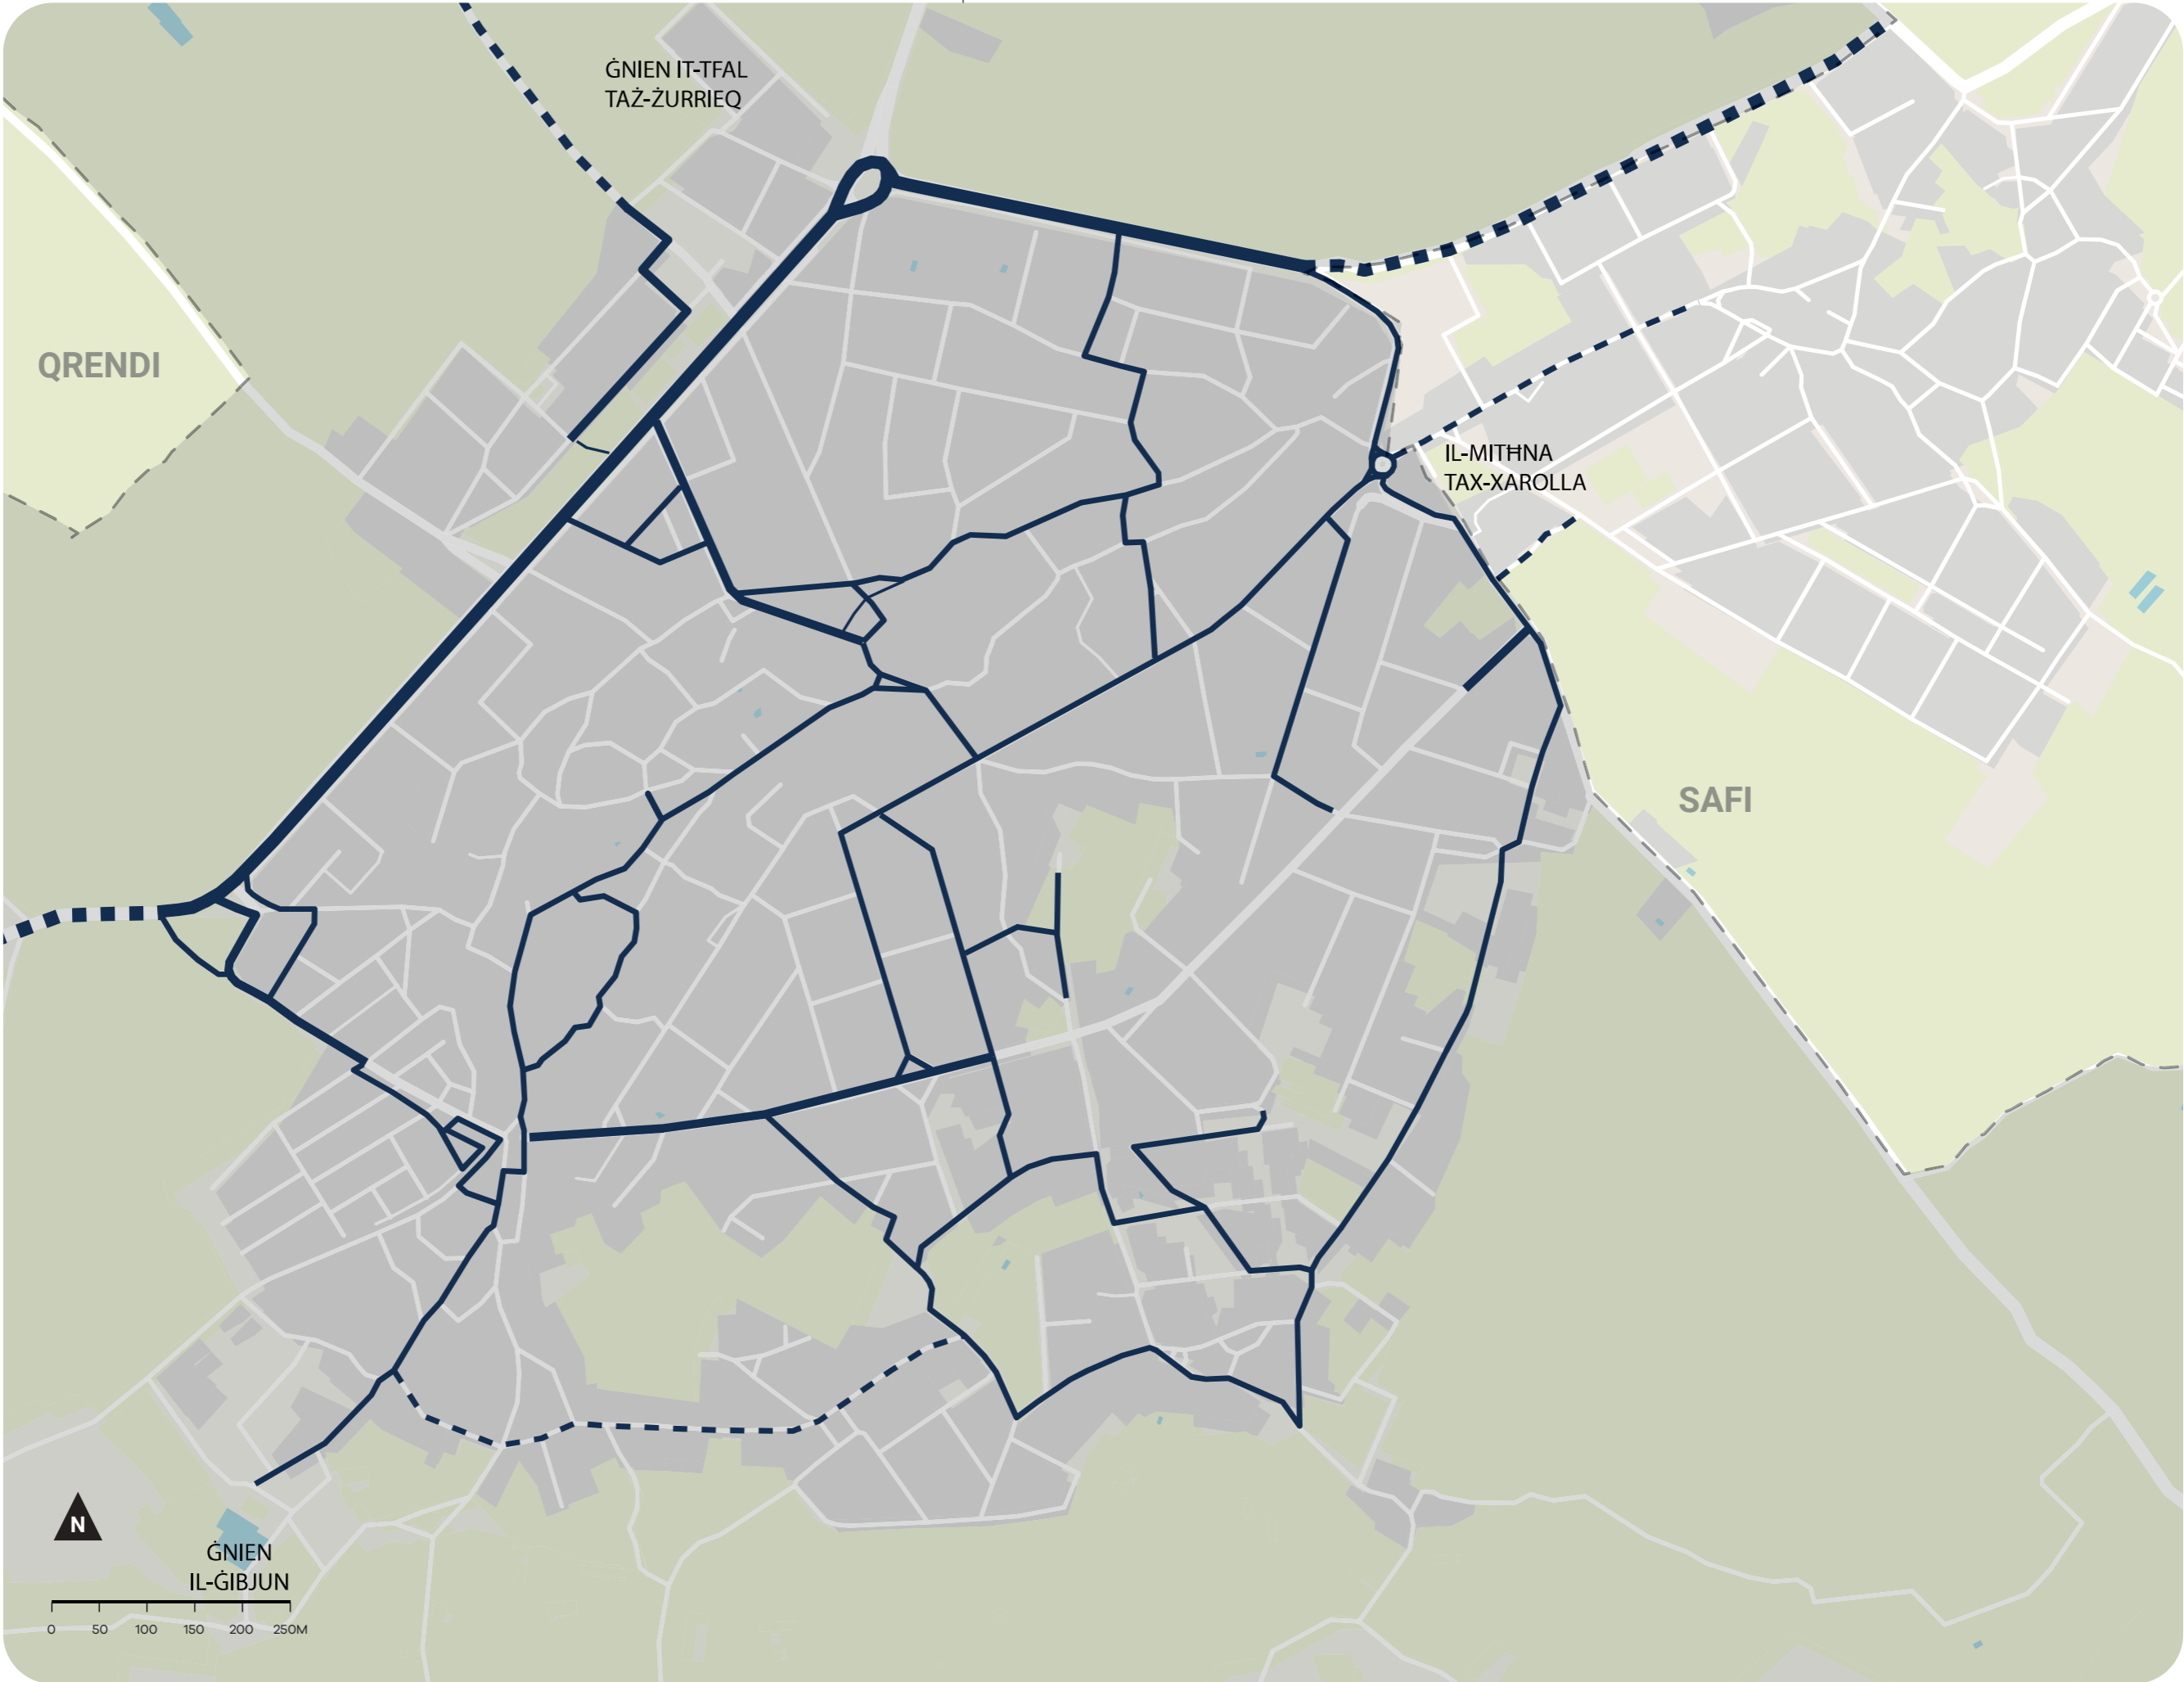 ĠNIEN IT-TFAL
TAŻ-ŻURRIEQ
QRENDI
IL-MITĦNA
TAX-XAROLLA
SAFI
N
ĠNIEN
IL-ĠIBJUN
0 50 100 150 200 250M